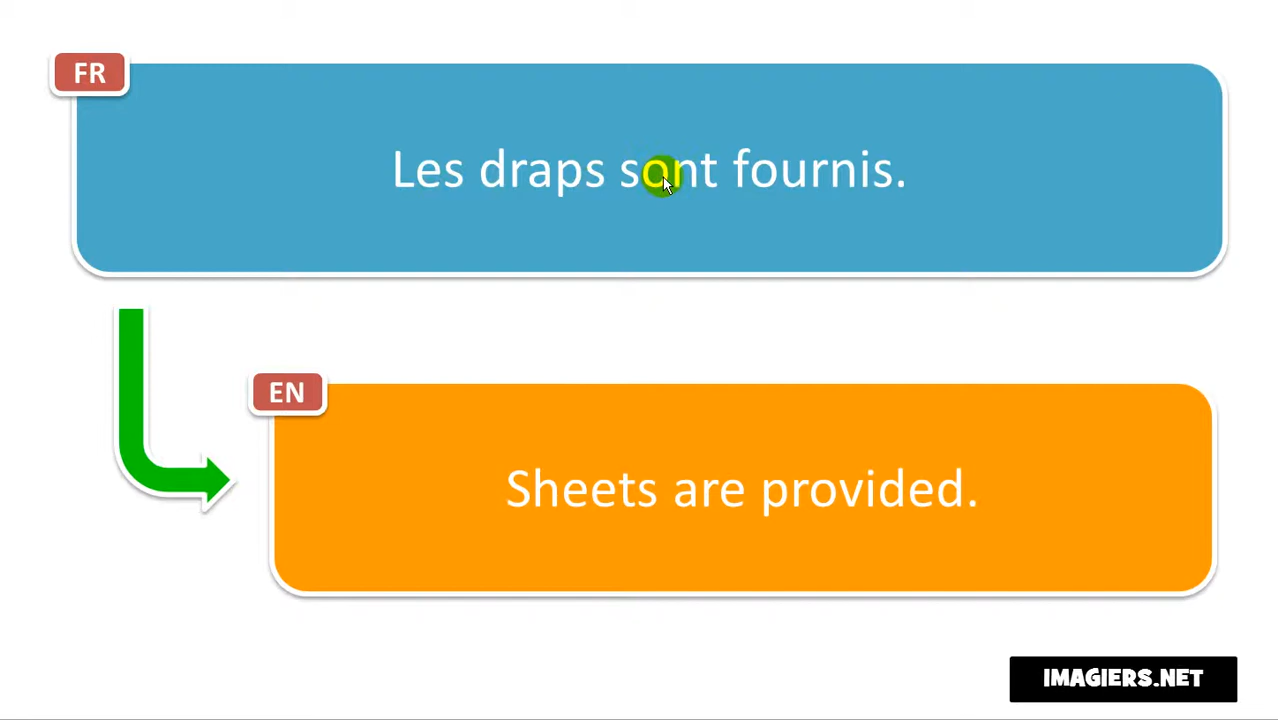 FR
Les draps sont fournis.
EN
Sheets are provided.
IMAGIERS.NET